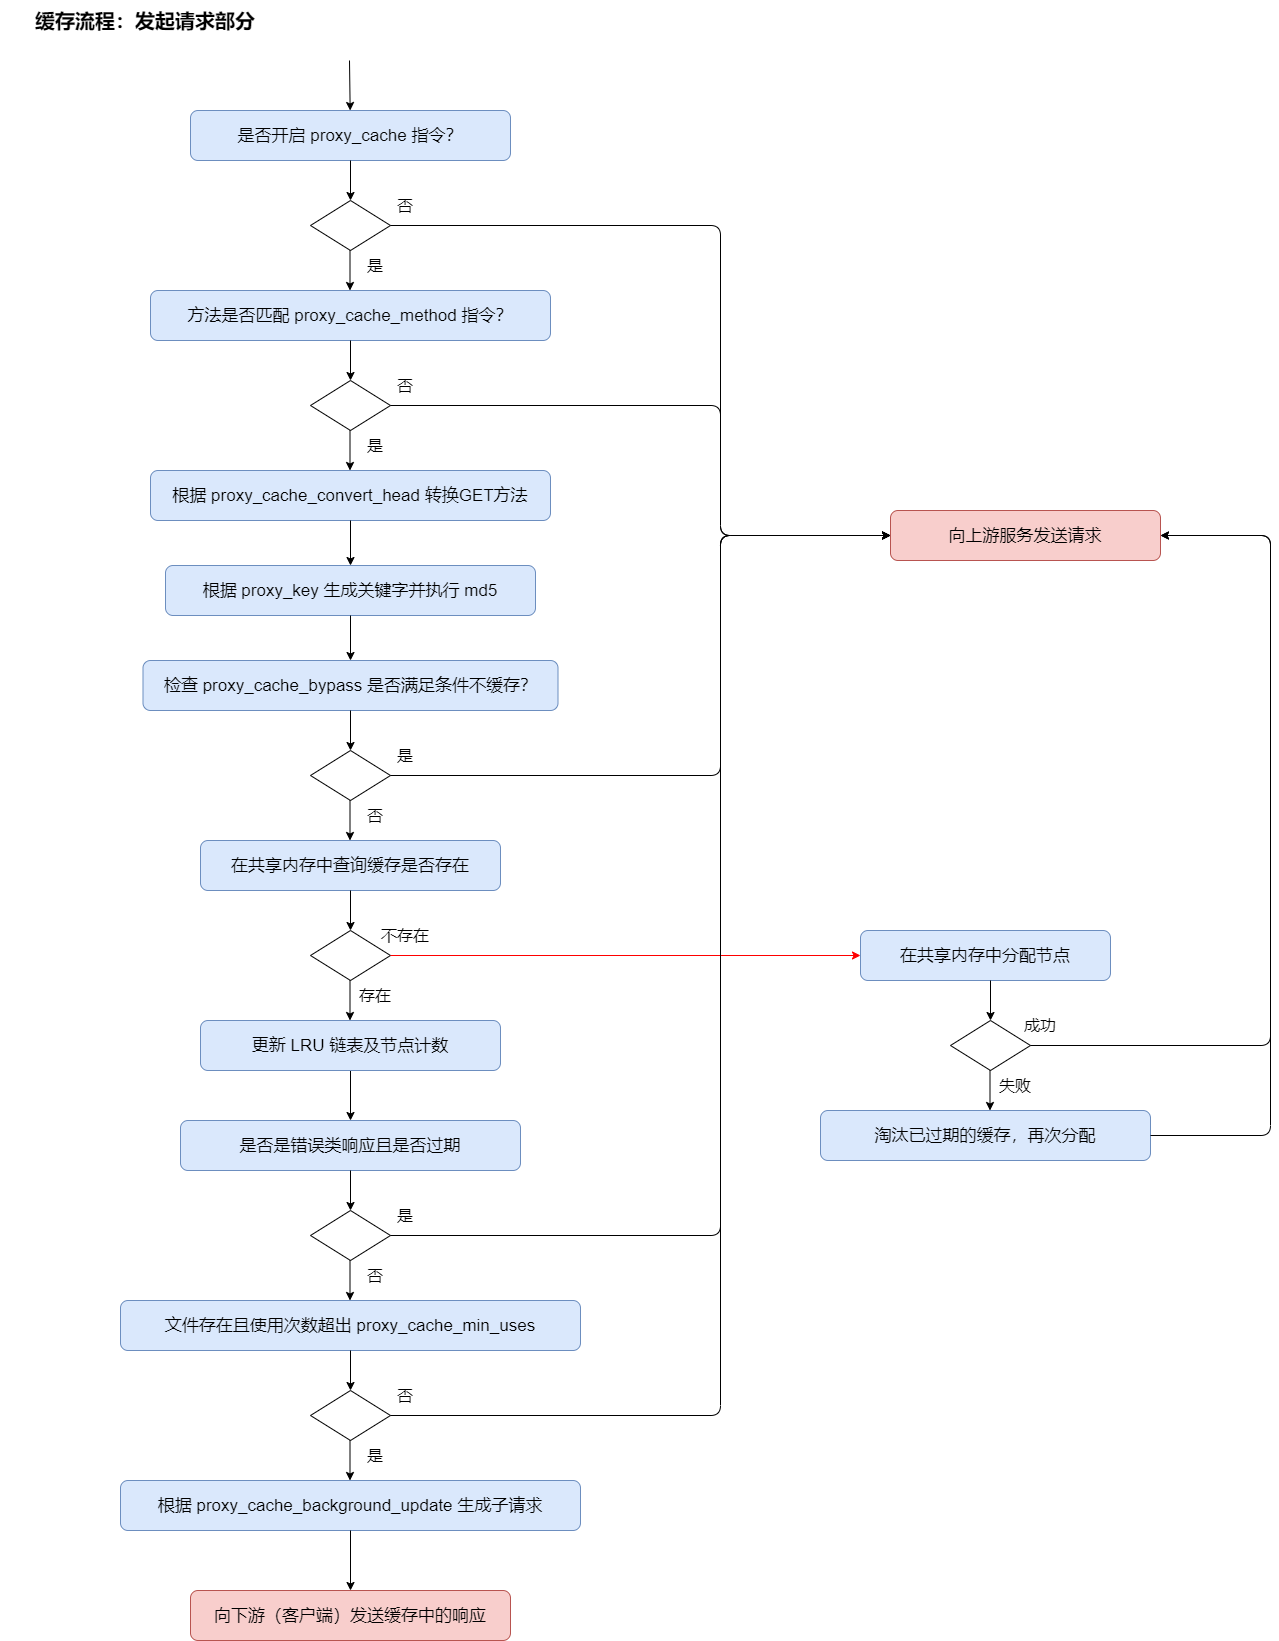 缓存流程：发起请求部分
是否开启 proxy_cache 指令？
否
是
方法是否匹配 proxy_cache_method 指令？
否
是
根据 proxy_cache_convert_head 转换GET方法
向上游服务发送请求
根据 proxy_key 生成关键字并执行 md5
检查 proxy_cache_bypass 是否满足条件不缓存？
是
否
在共享内存中查询缓存是否存在
不存在
在共享内存中分配节点
存在
成功
更新 LRU 链表及节点计数
失败
淘汰已过期的缓存，再次分配
是否是错误类响应且是否过期
是
否
文件存在且使用次数超出 proxy_cache_min_uses
否
是
根据 proxy_cache_background_update 生成子请求
向下游（客户端）发送缓存中的响应